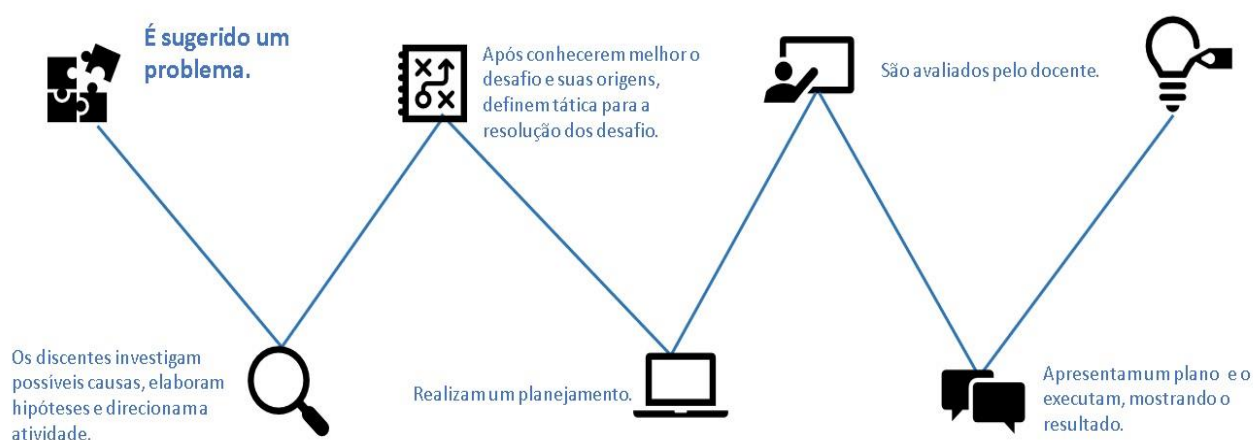 É sugerido um
problema.
Os discentes investigam
possíveis causas, elaboram
hipóteses e direcionam a
atividade.
Após conhecerem melhor o
desafio e suas origens,
definem tática para a
resolução dos desafio.
Realizam um planejamento.
São avaliados pelo docente.
Apresentam um plano e o
executam, mostrando o
resultado.